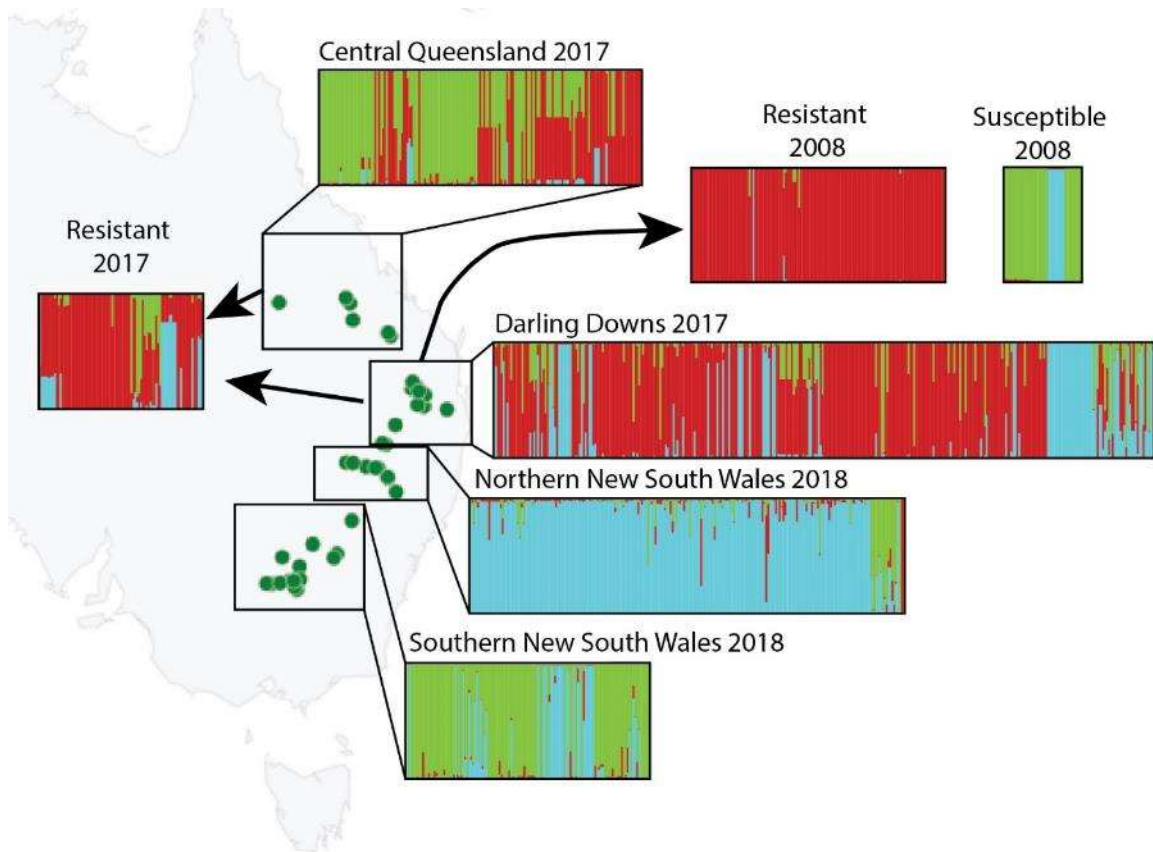 Central Queensland 2017
Resistant
2008
Susceptible
2008
Resistant
2017
Darling Downs 2017
Northern New South Wales 2018
Southern New South Wales 2018